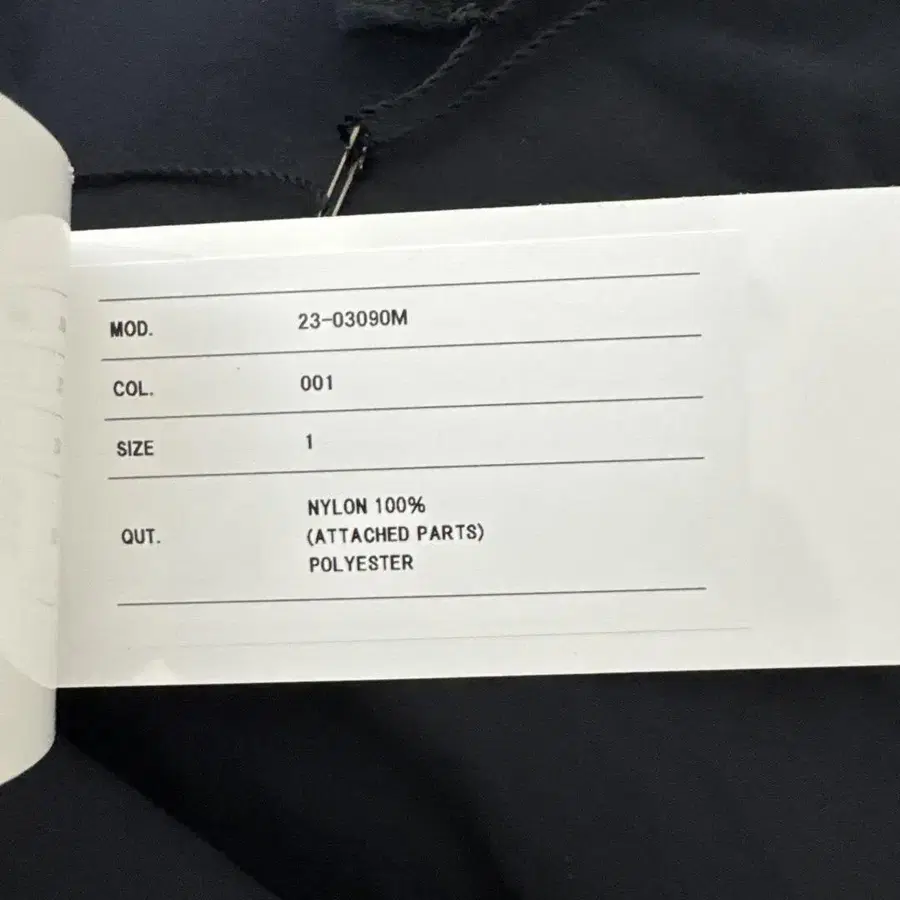 MOD. 23-03090M
COL. 001
SIZE 1
QUT. NYLON 100%
(ATTACHED PARTS)
POLYESTER